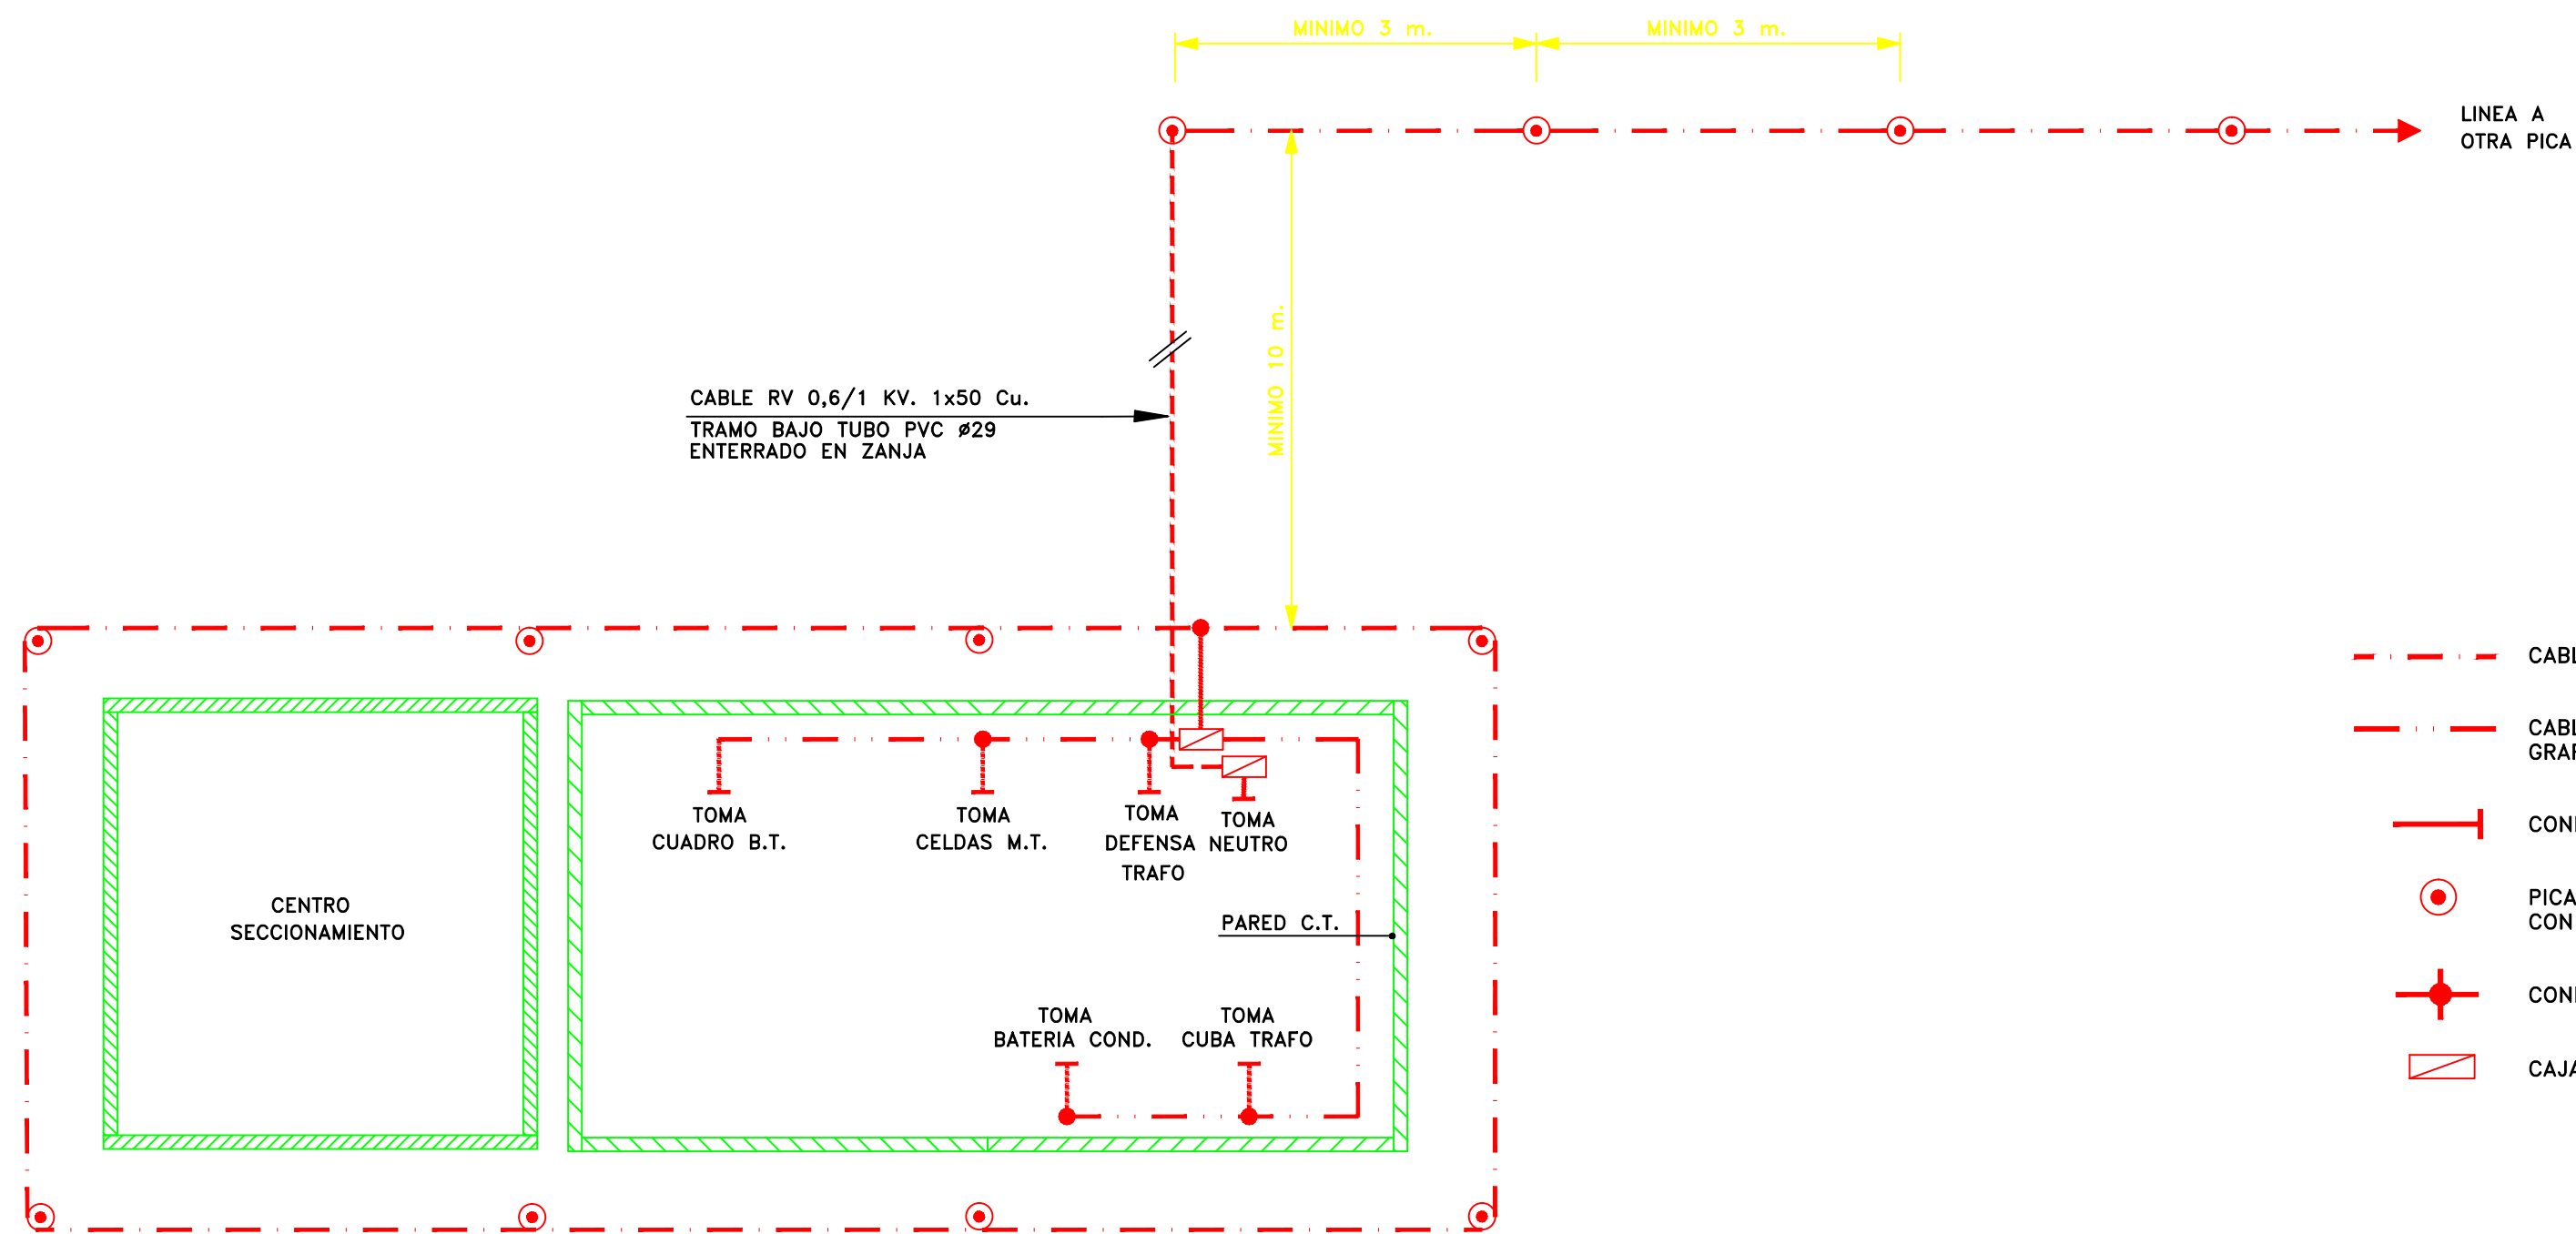 MINIMO 3 m.
MINIMO 3 m.
LINEA A
OTRA PICA
MINIMO 10 m.
CABLE RV 0,6/1 KV. 1x50 Cu.
TRAMO BAJO TUBO PVC ø29
ENTERRADO EN ZANJA
TOMA
CUADRO B.T.
TOMA
CELDAS M.T.
TOMA
DEFENSA
TRAFO
TOMA
NEUTRO
CENTRO
SECCIONAMIENTO
PARED C.T.
TOMA
BATERIA COND.
TOMA
CUBA TRAFO
PICA
CON